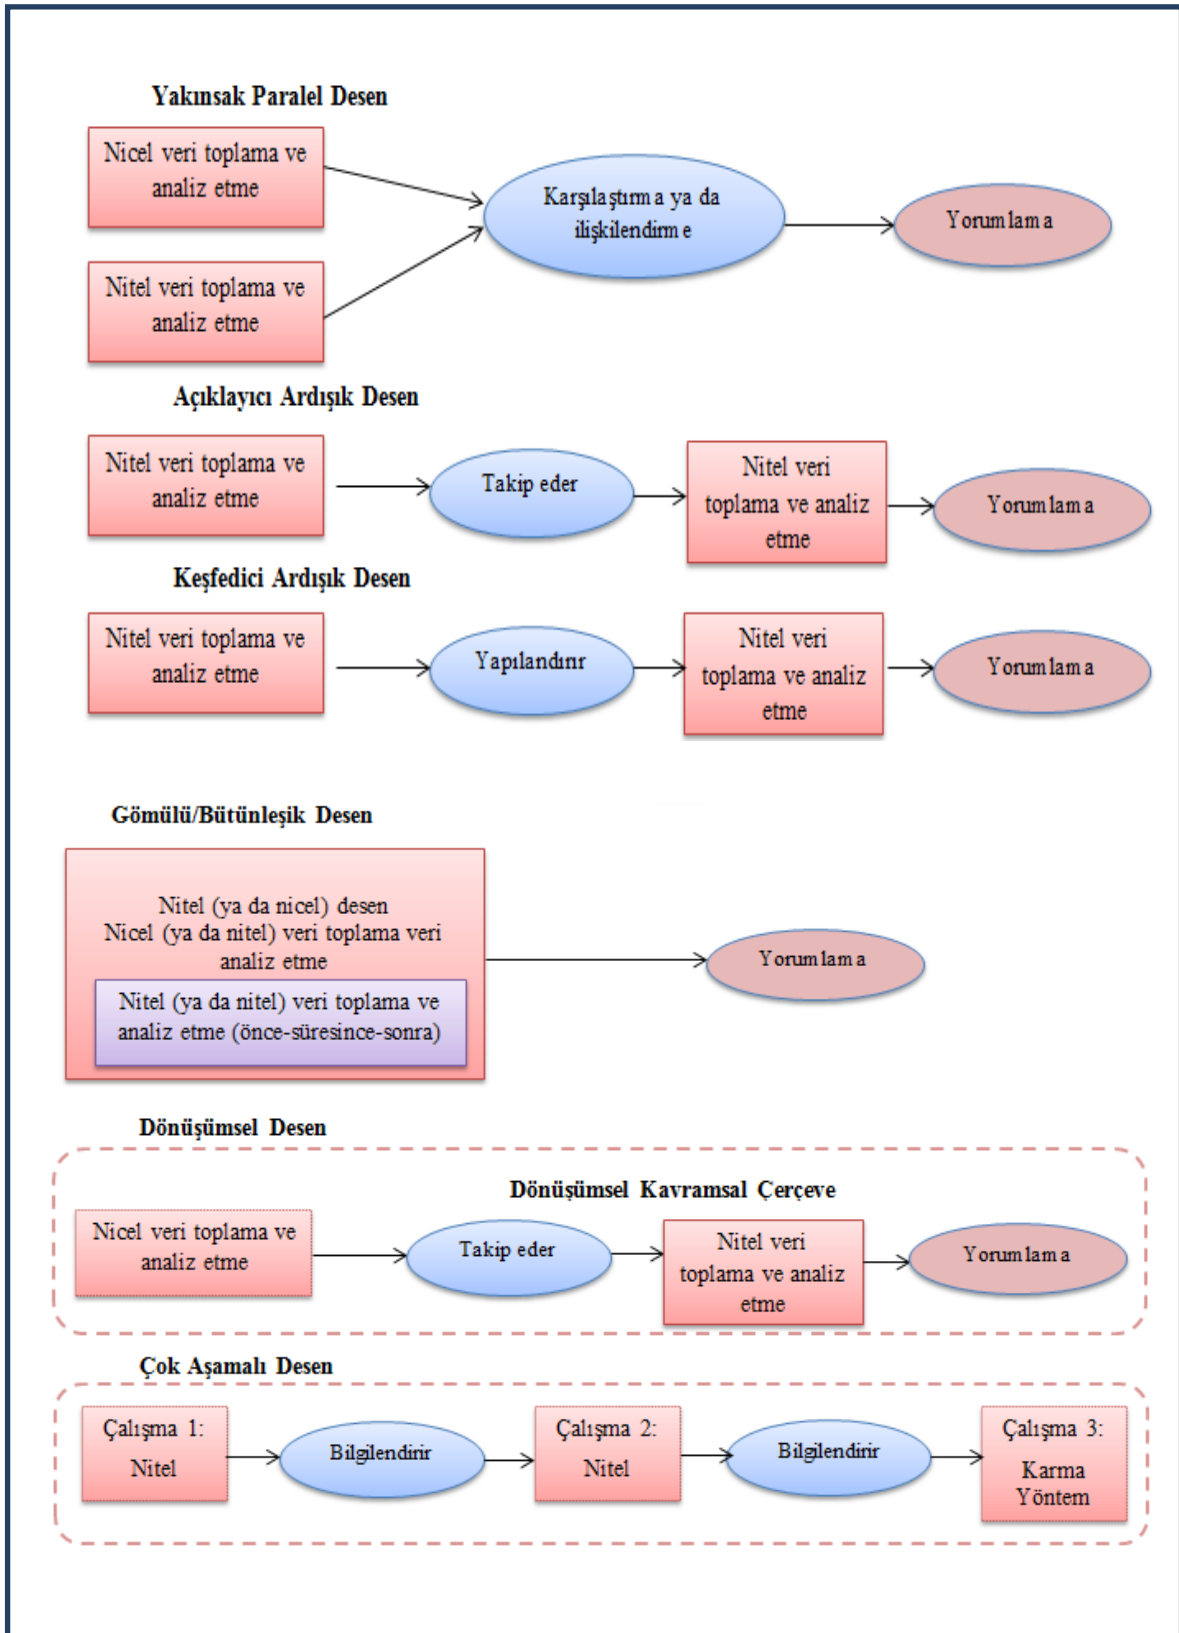 Yakınsak Paralel Desen
Nicel veri toplama ve
analiz etme
Karşılaştırma ya da
ilişkilendirme
Yorumlama
Nitel veri toplama ve
analiz etme
Açıklayıcı Ardışık Desen
Nitel veri toplama ve
analiz etme
Takip eder
Nitel veri
toplama ve analiz
etme
Yorumlama
Keşfedici Ardışık Desen
Nitel veri toplama ve
analiz etme
Yapılandırır
Nitel veri
toplama ve analiz
etme
Yorumlama
Gömülü/Bütünleşik Desen
Nitel (ya da nicel) desen
Nicel (ya da nitel) veri toplama veri
analiz etme
Nitel (ya da nitel) veri toplama ve
analiz etme (önce-süresince-sonra)
Yorumlama
Dönüşümsel Desen
Dönüşümsel Kavramsal Çerçeve
Nicel veri toplama ve
analiz etme
Takip eder
Nitel veri
toplama ve analiz
etme
Yorumlama
Çok Aşamalı Desen
Çalışma 1:
Nitel
Bilgilendirir
Çalışma 2:
Nitel
Bilgilendirir
Çalışma 3:
Karma
Yöntem